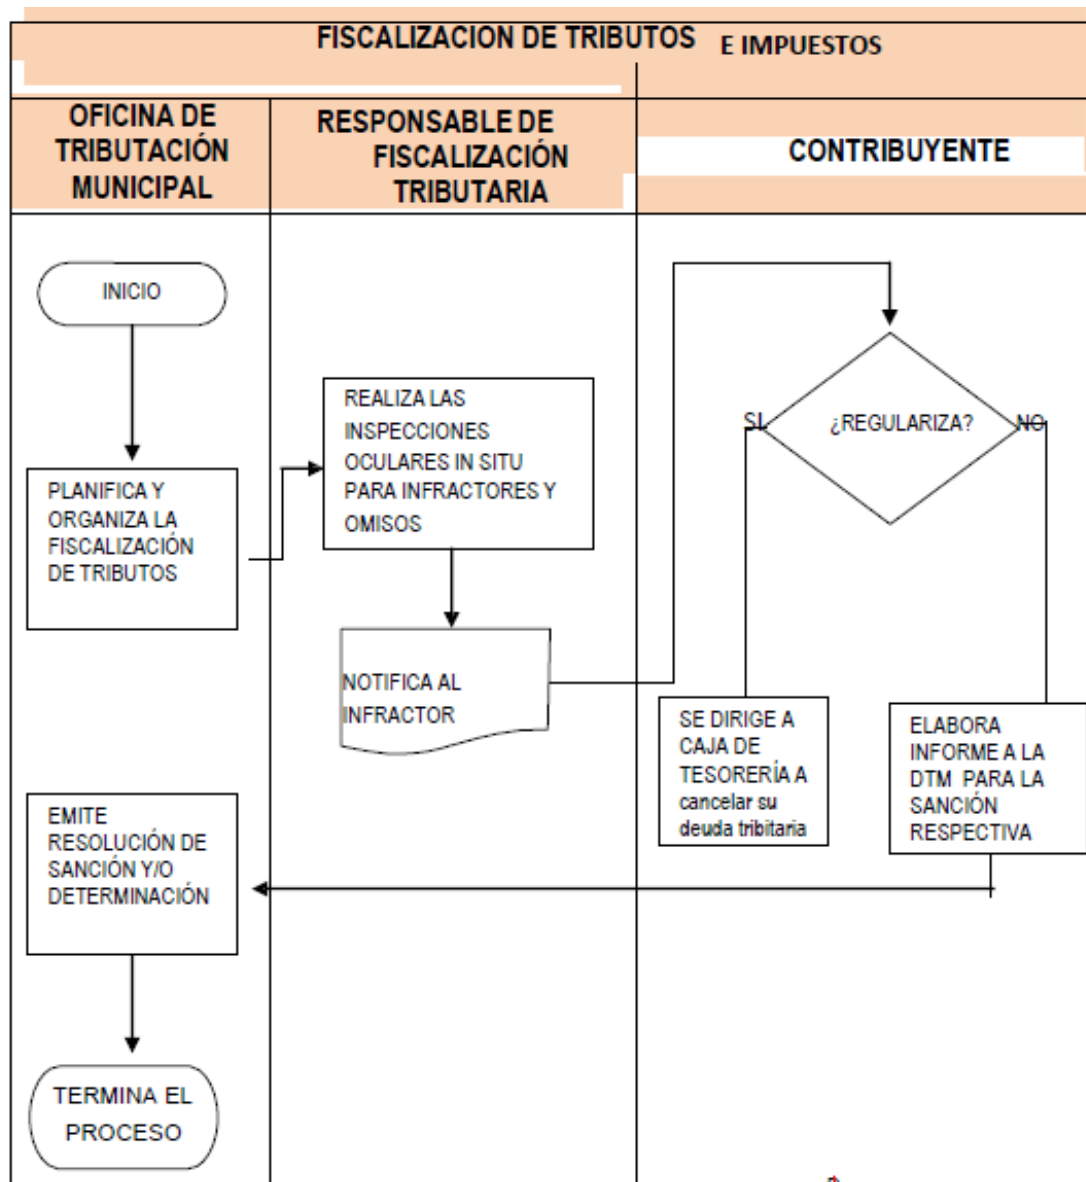 FISCALIZACION DE TRIBUTOS E IMPUESTOS
OFICINA DE
TRIBUTACIÓN
MUNICIPAL
RESPONSABLE DE
FISCALIZACIÓN
TRIBUTARIA
CONTRIBUYENTE
INICIO
PLANIFICA Y
ORGANIZA LA
FISCALIZACIÓN
DE TRIBUTOS
REALIZA LAS
INSPECCIONES
OCULARES IN SITU
PARA INFRACTORES Y
OMISOS
NOTIFICA AL
INFRACTOR
¿REGULARIZA?
SI
NO
SE DIRIGE A
CAJA DE
TESORERÍA A
cancelar su
deuda tribitaria
ELABORA
INFORME A LA
DTM PARA LA
SANCIÓN
RESPECTIVA
EMITE
RESOLUCIÓN DE
SANCIÓN Y/O
DETERMINACIÓN
TERMINA EL
PROCESO